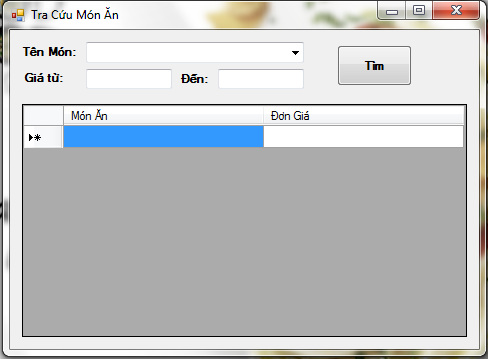 Tra Cứu Món Ăn
Tên Món:
Tìm
Giá từ: Đến:
Món Ăn Đơn Giá